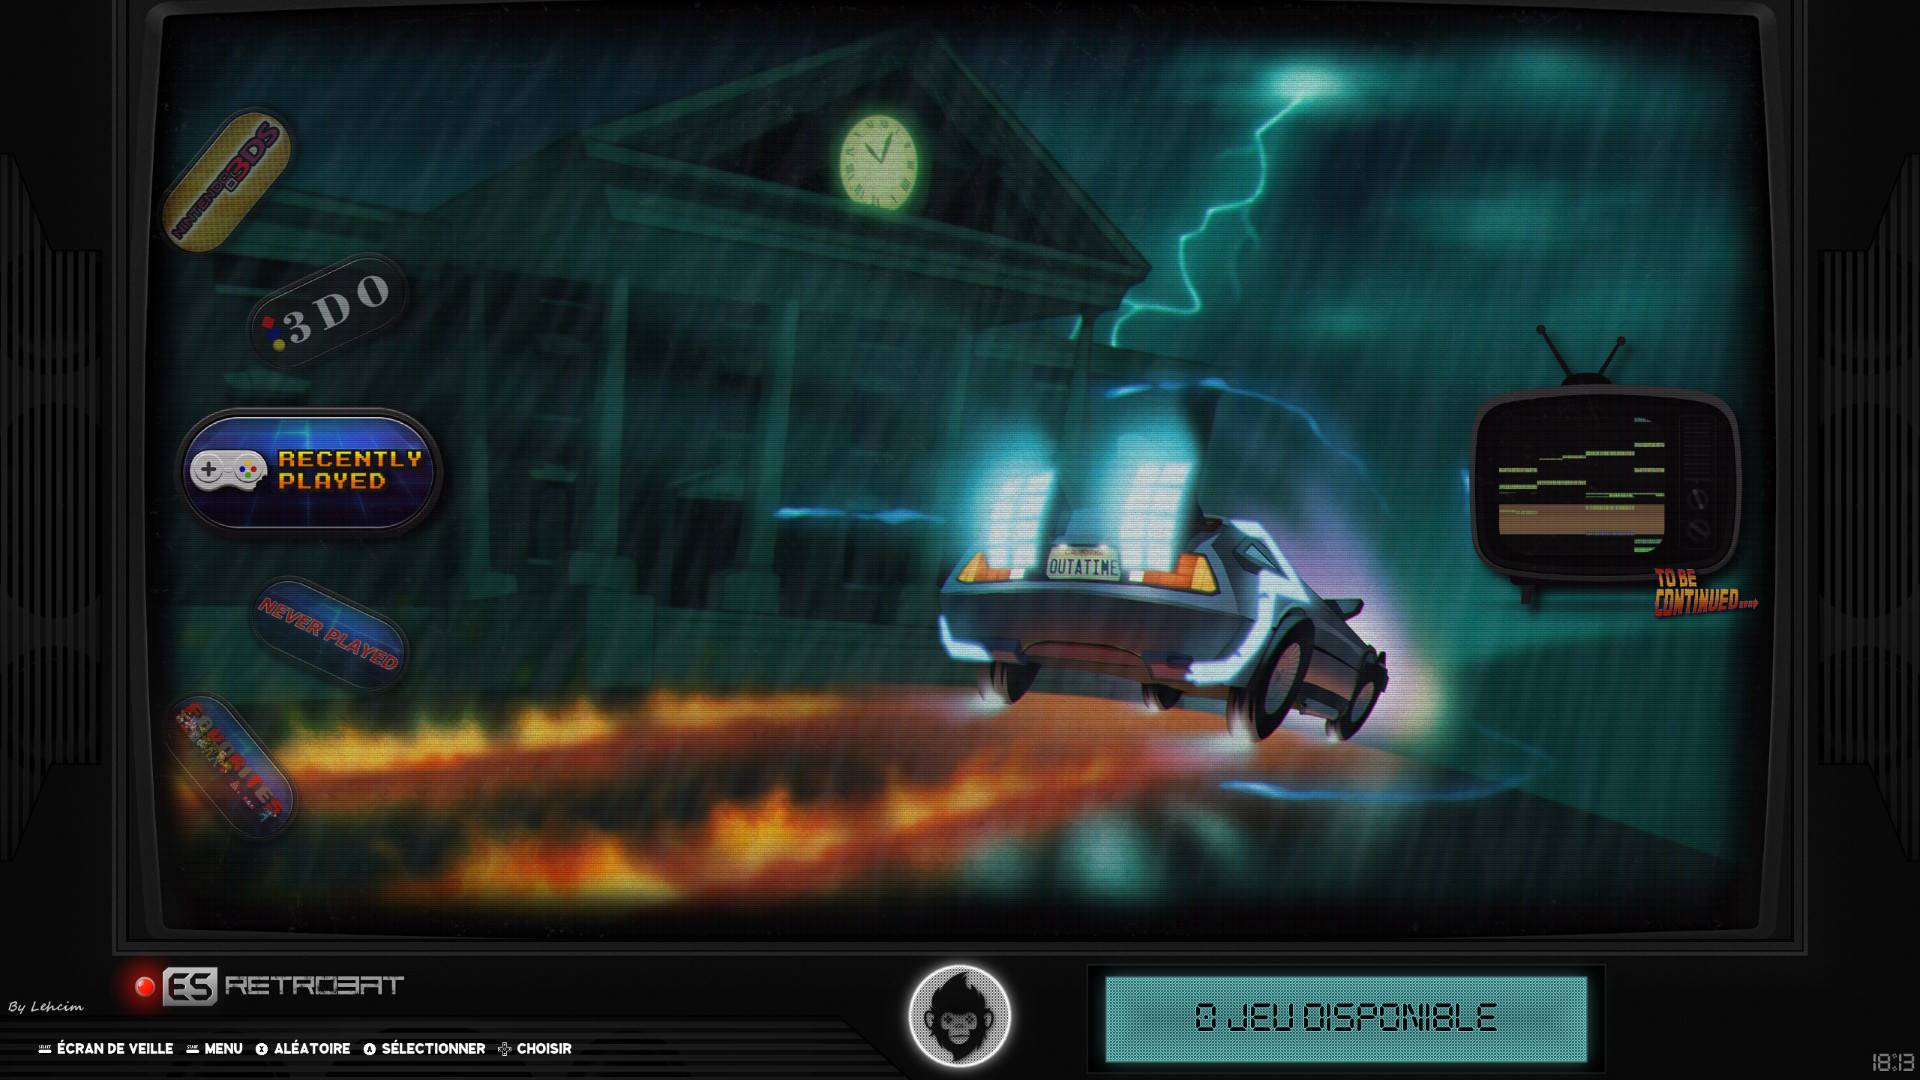 NINTENDO 3DS
3DO
RECENTLY
PLAYED
NEVER PLAYED
FAVORITES
OUTATIME
TO BE
CONTINUED
ES RETROBAT
By Lehcim
ÉCRAN DE VEILLE MENU X ALÉATOIRE A SÉLECTIONNER CHOISIR
0 JEU DISPONIBLE
18:13